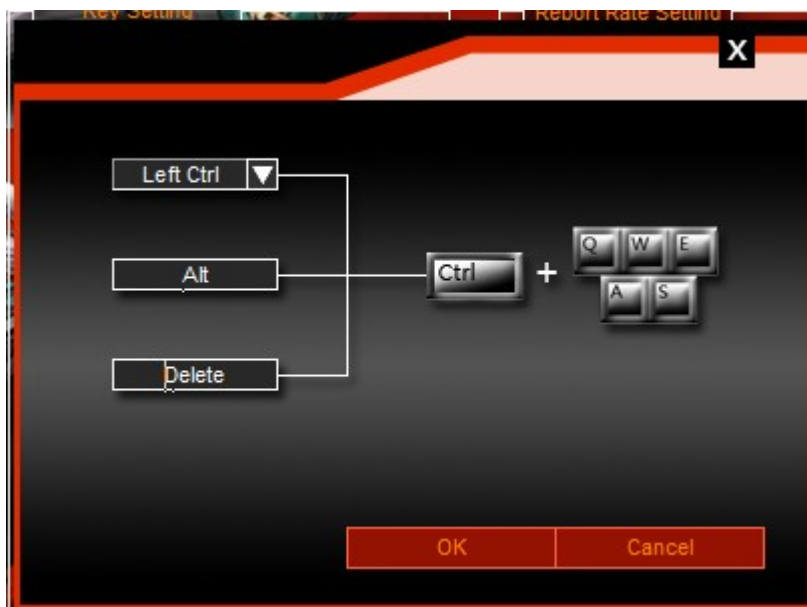 Key Setting
Report Rate Setting
X
Left Ctrl
Alt
Delete
Ctrl + Q W E
A S
OK
Cancel